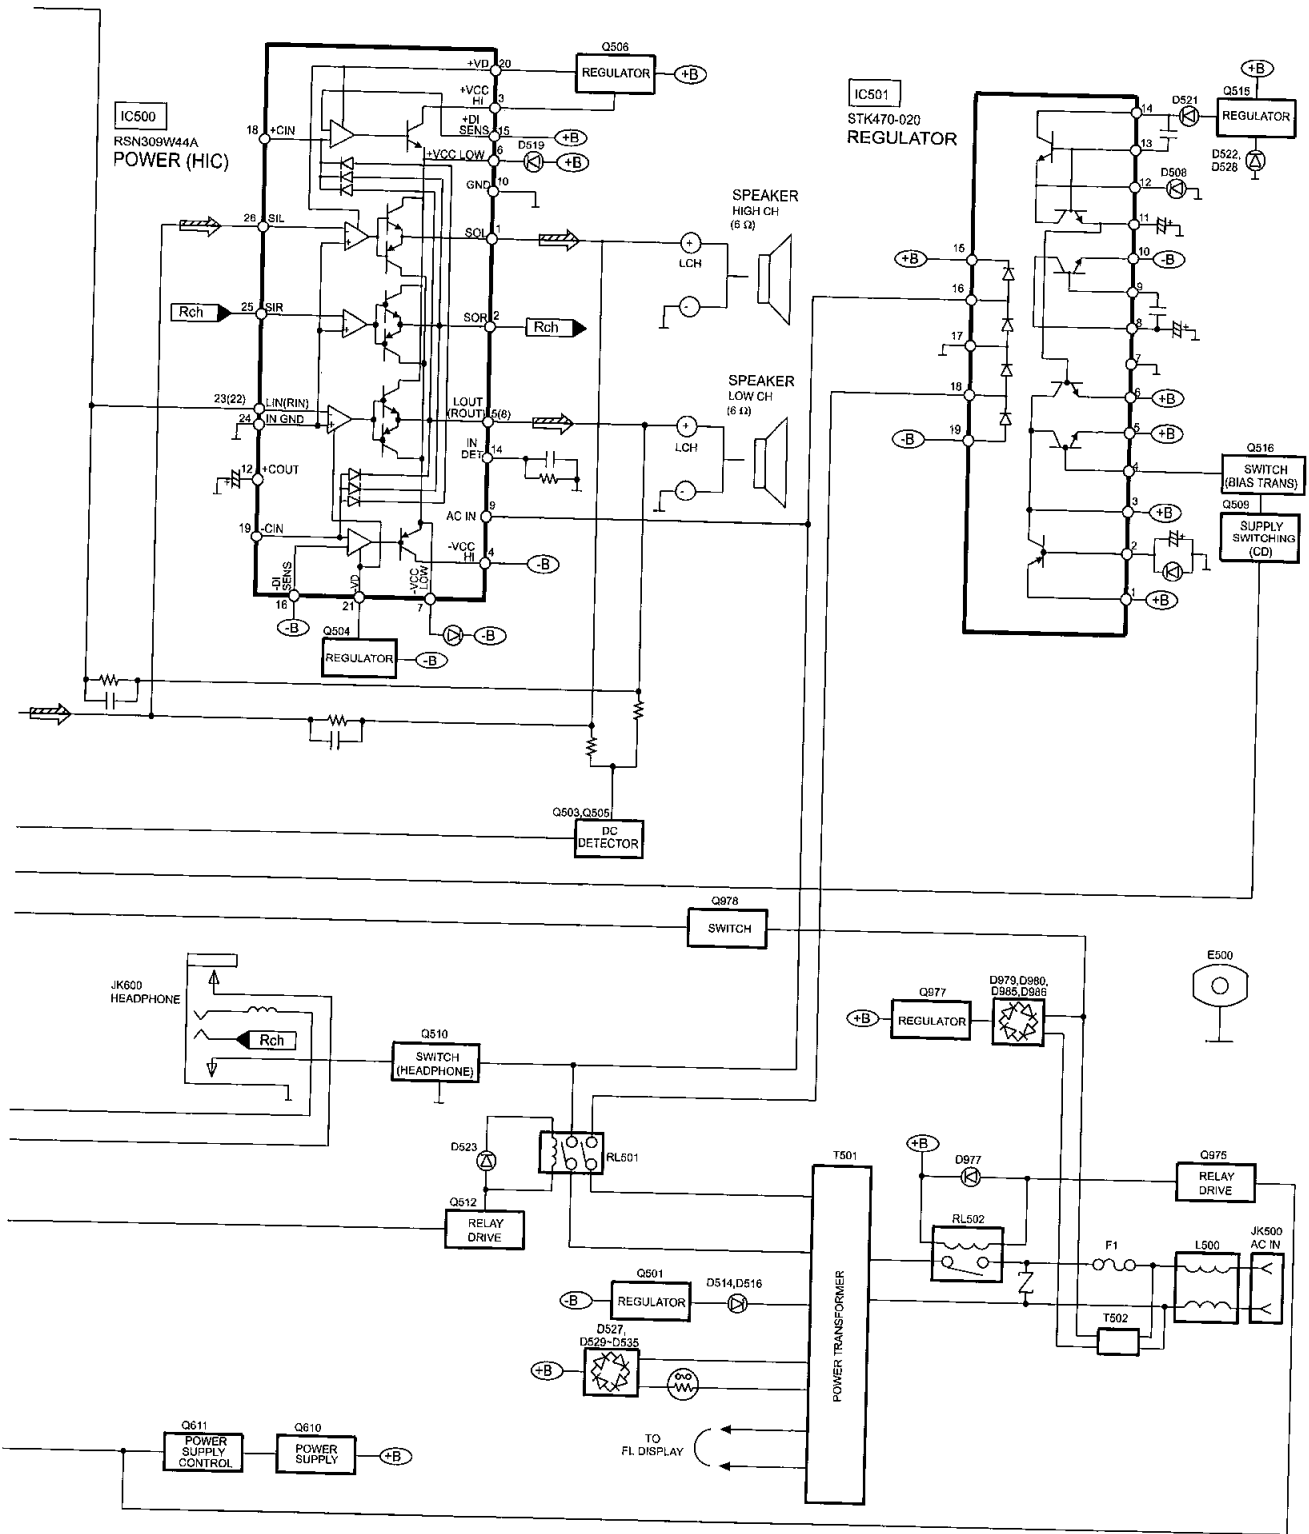 Q506
REGULATOR
+B
+VD
20
+VCC
HI
3
+DI
SENS
15
+B
+VCC LOW
6
D519
+B
GND
10
IC500
RSN309W44A
POWER (HIC)
18
+CIN
26
SIL
SOL
1
Rch
25
SIR
SOR
2
Rch
23(22)
LIN(RIN)
24
IN GND
LOUT
(ROUT)
5(8)
IN
DET
14
12
+COUT
AC IN
9
19
-CIN
-VCC
HI
4
-B
-DI
SENS
-VD
-VCC
LOW
16
21
7
-B
Q504
REGULATOR
-B
-B
SPEAKER
HIGH CH
(6 Ω)
+
LCH
-
SPEAKER
LOW CH
(6 Ω)
+
LCH
-
IC501
STK470-020
REGULATOR
+B
Q515
REGULATOR
D521
14
13
D522,
D528
12
D508
11
10
-B
9
8
7
6
+B
5
+B
4
3
+B
2
1
+B
+B
15
16
17
18
-B
19
Q516
SWITCH
(BIAS TRANS)
Q509
SUPPLY
SWITCHING
(CD)
Q503,Q505
DC
DETECTOR
Q978
SWITCH
JK600
HEADPHONE
Rch
Q510
SWITCH
(HEADPHONE)
+B
Q977
REGULATOR
D979,D980,
D985,D986
E500
D523
RL501
Q512
RELAY
DRIVE
T501
POWER TRANSFORMER
+B
D977
Q975
RELAY
DRIVE
RL502
F1
L500
JK500
AC IN
T502
-B
Q501
REGULATOR
D514,D516
D527,
D529~D535
+B
TO
FL DISPLAY
Q611
POWER
SUPPLY
CONTROL
Q610
POWER
SUPPLY
+B